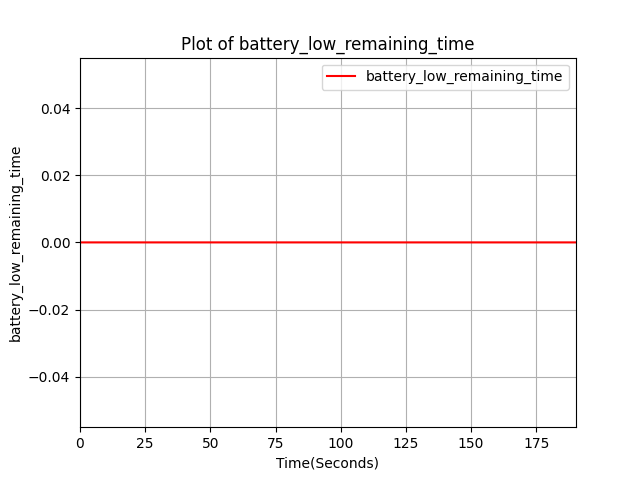 Plot of battery_low_remaining_time
battery_low_remaining_time
0.04
0.02
0.00
−0.02
−0.04
battery_low_remaining_time
0 25 50 75 100 125 150 175
Time(Seconds)